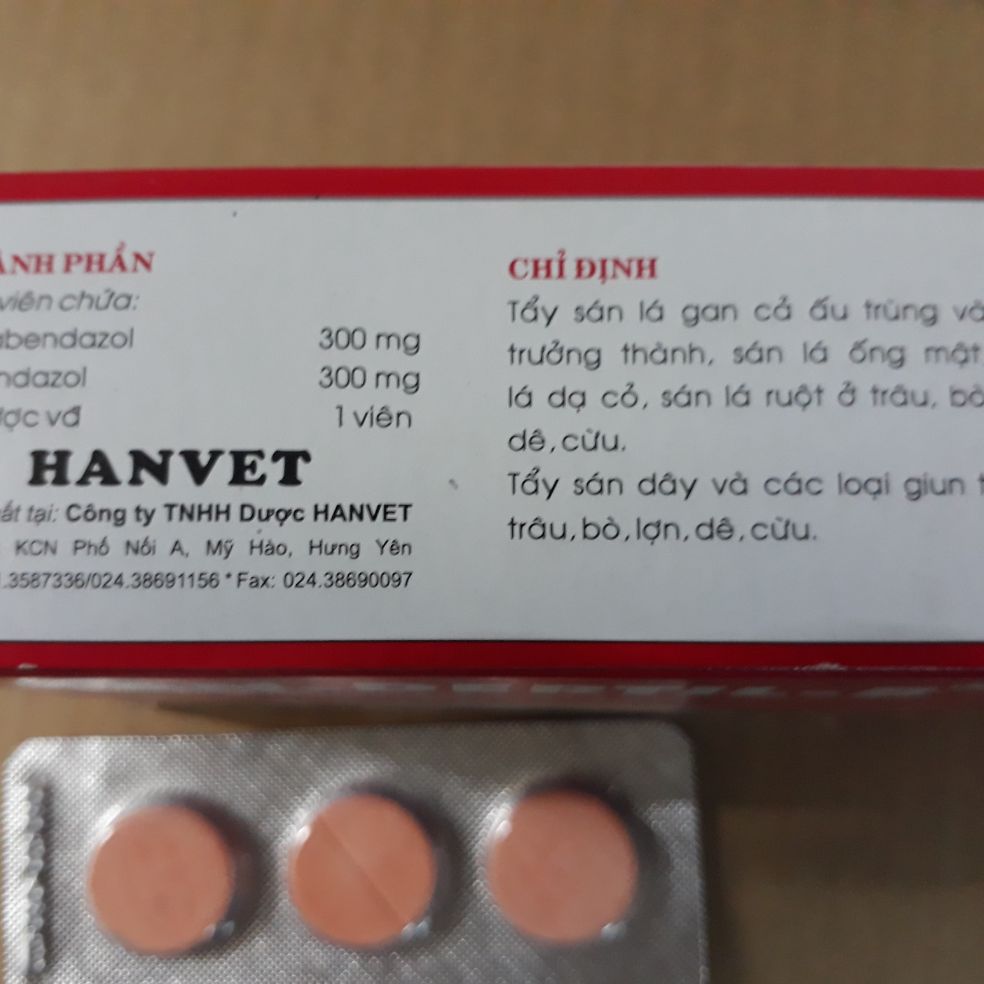 ÀNH PHẦN
viên chứa:
bendazol 300 mg
ndazol 300 mg
ược vđ 1 viên
HANVET
ất tại: Công ty TNHH Dược HANVET
KCN Phố Nối A, Mỹ Hào, Hưng Yên
.3587336/024.38691156 * Fax: 024.38690097
CHỈ ĐỊNH
Tẩy sán lá gan cả ấu trùng và
trưởng thành, sán lá ống mật,
lá dạ cỏ, sán lá ruột ở trâu, bò
dê, cừu.
Tẩy sán dây và các loại giun t
trâu, bò, lợn, dê, cừu.